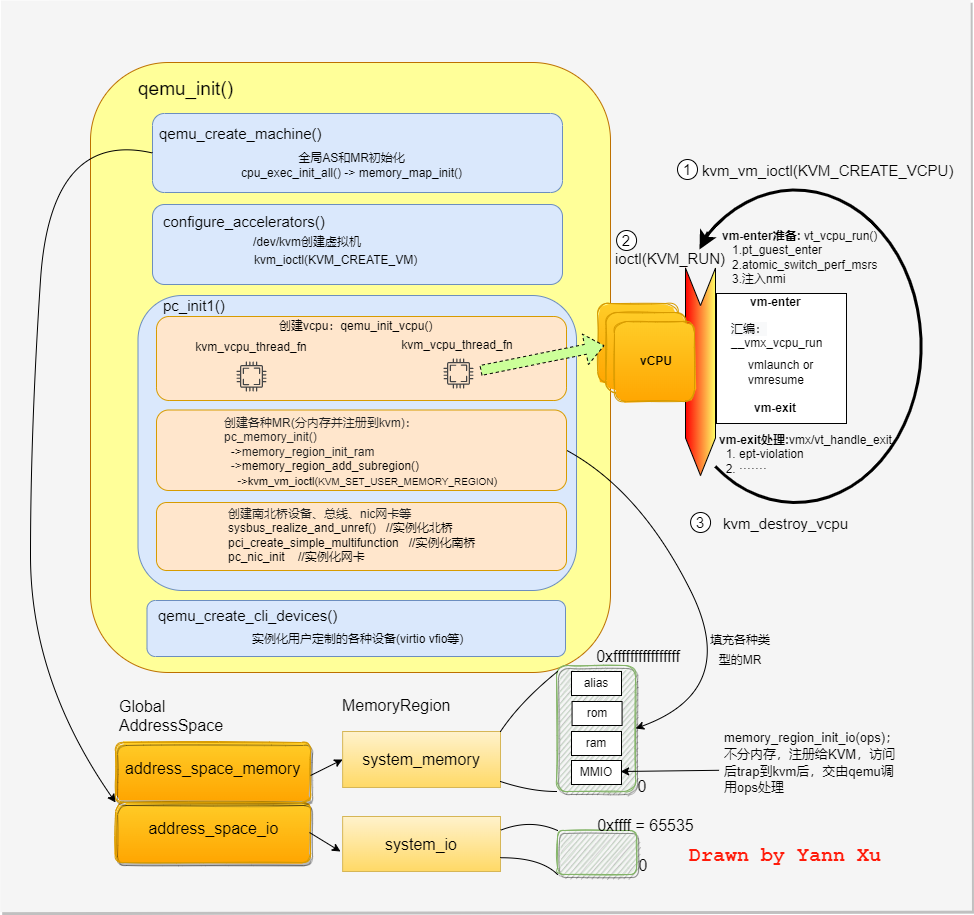 qemu_init()
qemu_create_machine()
全局AS和MR初始化
cpu_exec_init_all() -> memory_map_init()
configure_accelerators()
/dev/kvm创建虚拟机
kvm_ioctl(KVM_CREATE_VM)
pc_init1()
创建vcpu：qemu_init_vcpu()
kvm_vcpu_thread_fn
kvm_vcpu_thread_fn
创建各种MR(分内存并注册到kvm)：
pc_memory_init()
->memory_region_init_ram
->memory_region_add_subregion()
->kvm_vm_ioctl(KVM_SET_USER_MEMORY_REGION)
创建南北桥设备、总线、nic网卡等
sysbus_realize_and_unref() //实例化北桥
pci_create_simple_multifunction //实例化南桥
pc_nic_init //实例化网卡
qemu_create_cli_devices()
实例化用户定制的各种设备(virtio vfio等)
1 kvm_vm_ioctl(KVM_CREATE_VCPU)
2
ioctl(KVM_RUN)
vm-enter准备: vt_vcpu_run()
1.pt_guest_enter
2.atomic_switch_perf_msrs
3.注入nmi
vm-enter
汇编：
__vmx_vcpu_run
vmlaunch or
vmresume
vm-exit
vCPU
vm-exit处理:vmx/vt_handle_exit
1. ept-violation
2. ·······
3 kvm_destroy_vcpu
填充各种类
型的MR
Global
AddressSpace
MemoryRegion
address_space_memory
address_space_io
system_memory
system_io
0xffffffffffffffff
alias
rom
ram
MMIO
0
memory_region_init_io(ops);
不分内存，注册给KVM，访问
后trap到kvm后，交由qemu调
用ops处理
0xffff = 65535
0
Drawn by Yann Xu